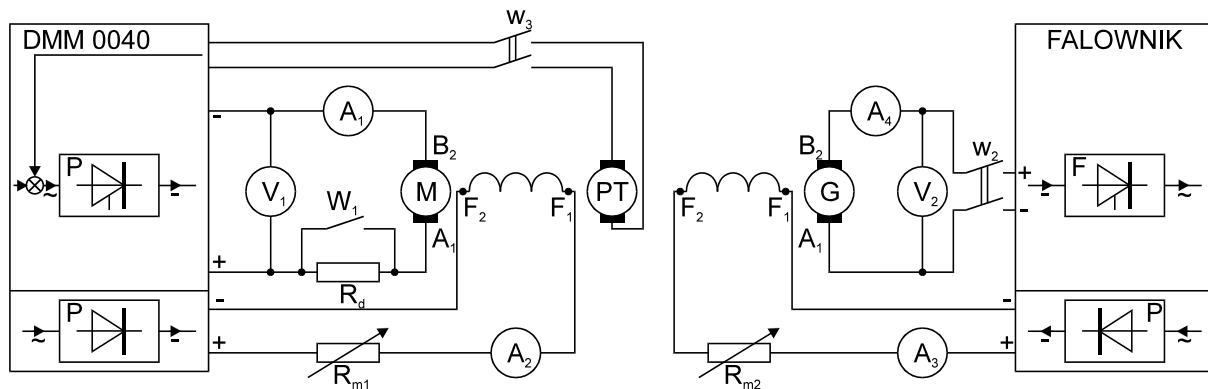 DMM 0040
w3
FALOWNIK
- A1 A4
B2 B2 w2
P V1 M PT G V2 + F
~ - F2 F1 F2 F1 - - ~
W1
A1 A1
+ Rd
P - - P
~ - - ~
+ Rm1 A2 Rm2 A3 +